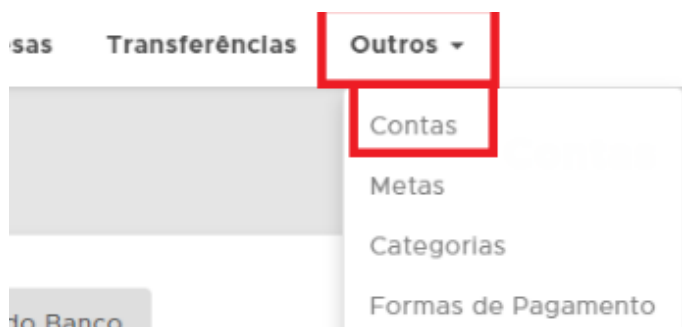 sas Transferências Outros
Contas
Metas
Categorias
Formas de Pagamento
do Banco